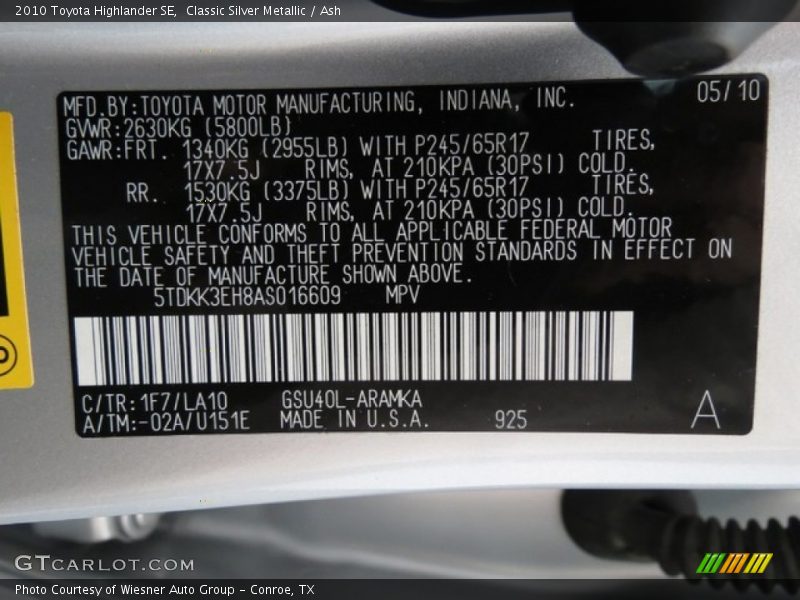 2010 Toyota Highlander SE,  Classic Silver Metallic / Ash
MFD.BY:TOYOTA MOTOR MANUFACTURING, INDIANA, INC. 05/10
GVWR:2630KG (5800LB)
GAWR:FRT. 1340KG (2955LB) WITH P245/65R17 TIRES,
17X7.5J RIMS, AT 210KPA (30PSI) COLD.
RR. 1530KG (3375LB) WITH P245/65R17 TIRES,
17X7.5J RIMS, AT 210KPA (30PSI) COLD.
THIS VEHICLE CONFORMS TO ALL APPLICABLE FEDERAL MOTOR
VEHICLE SAFETY AND THEFT PREVENTION STANDARDS IN EFFECT ON
THE DATE OF MANUFACTURE SHOWN ABOVE.
5TDKK3EH8AS016609 MPV
C/TR:1F7/LA10 GSU40L-ARAMKA
A/TM:-02A/U151E MADE IN U.S.A. 925 A
GTCARLOT.COM
Photo Courtesy of Wiesner Auto Group - Conroe, TX